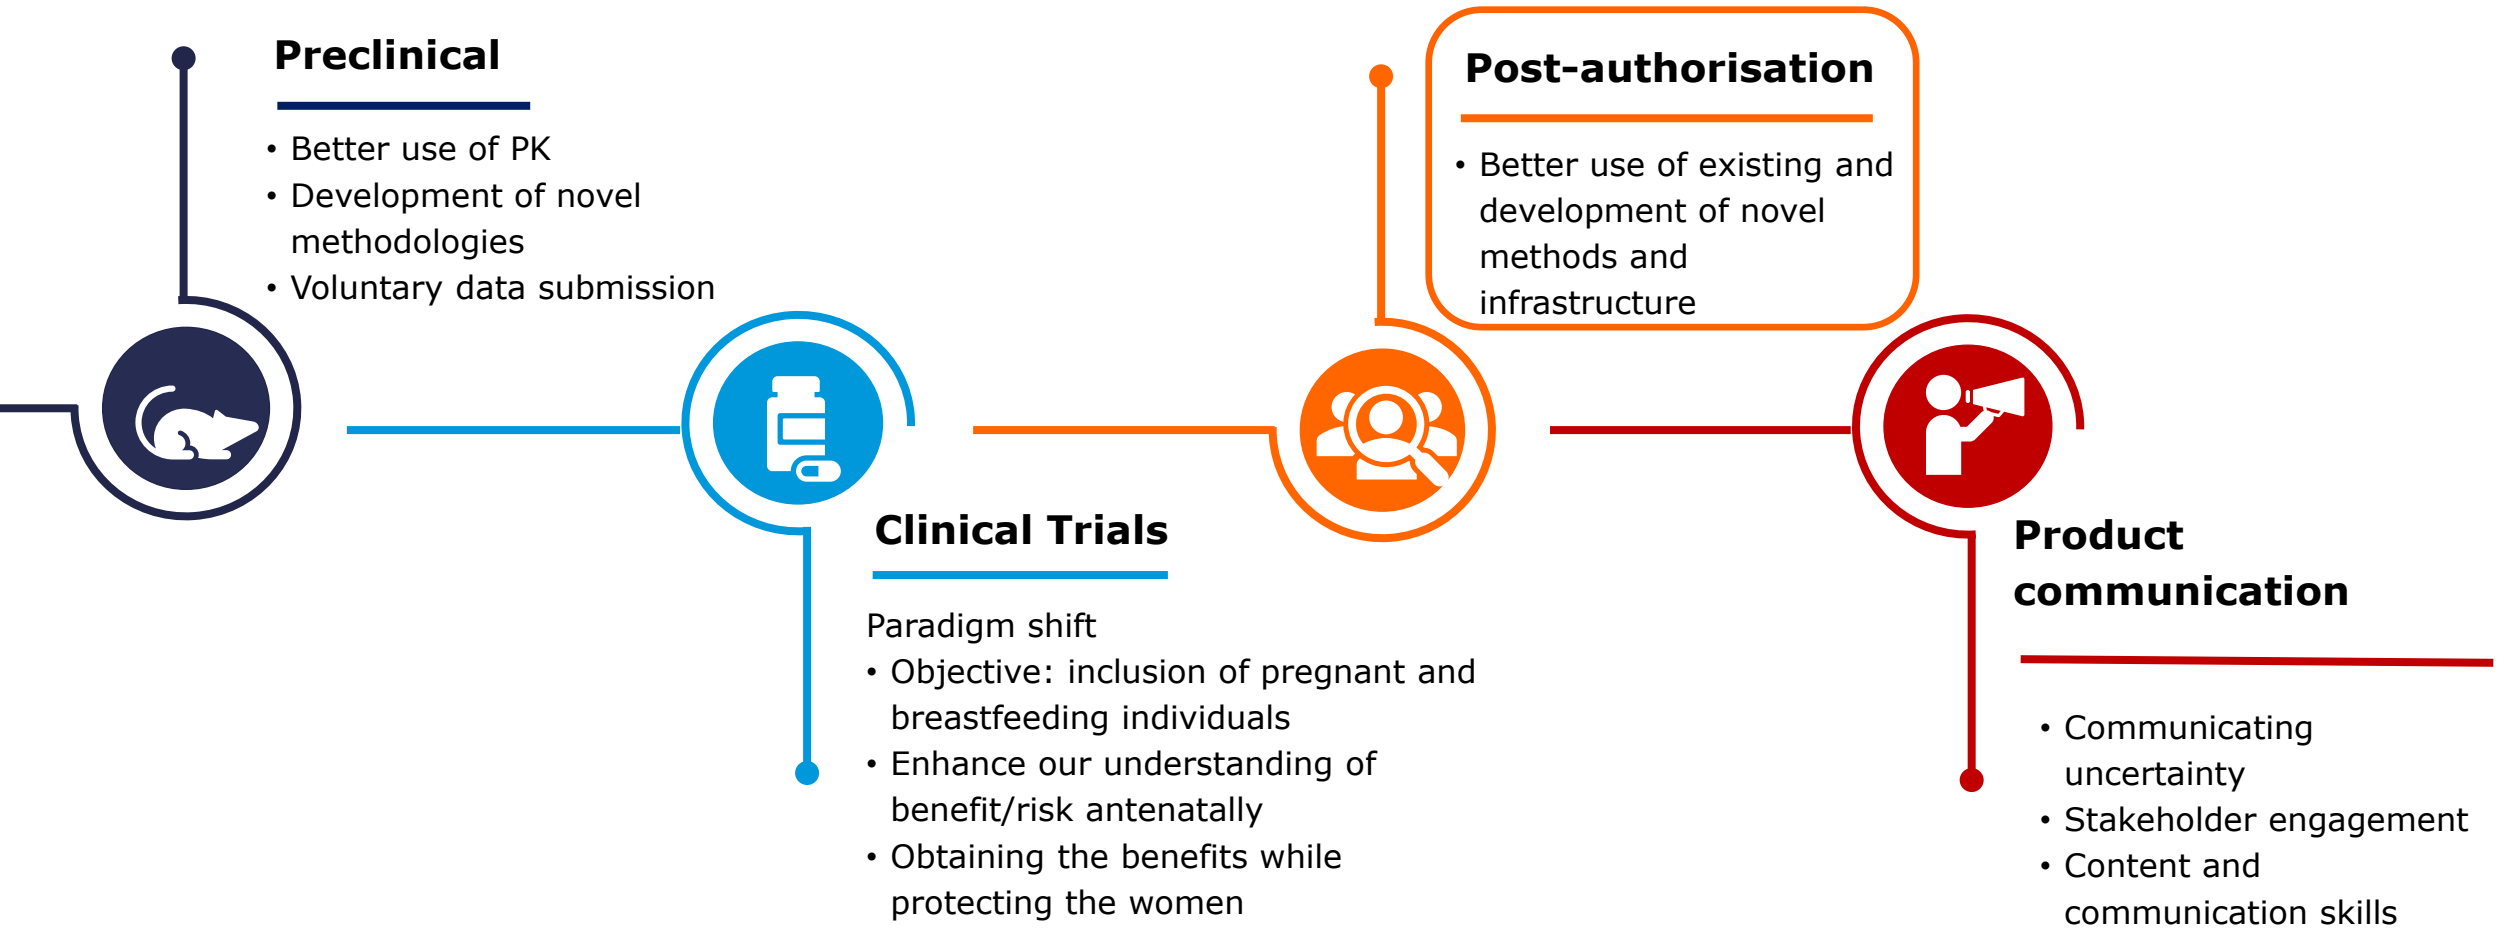 Preclinical
• Better use of PK
• Development of novel
methodologies
• Voluntary data submission
Clinical Trials
Paradigm shift
• Objective: inclusion of pregnant and
breastfeeding individuals
• Enhance our understanding of
benefit/risk antenatally
• Obtaining the benefits while
protecting the women
Post-authorisation
• Better use of existing and
development of novel
methods and
infrastructure
Product
communication
• Communicating
uncertainty
• Stakeholder engagement
• Content and
communication skills